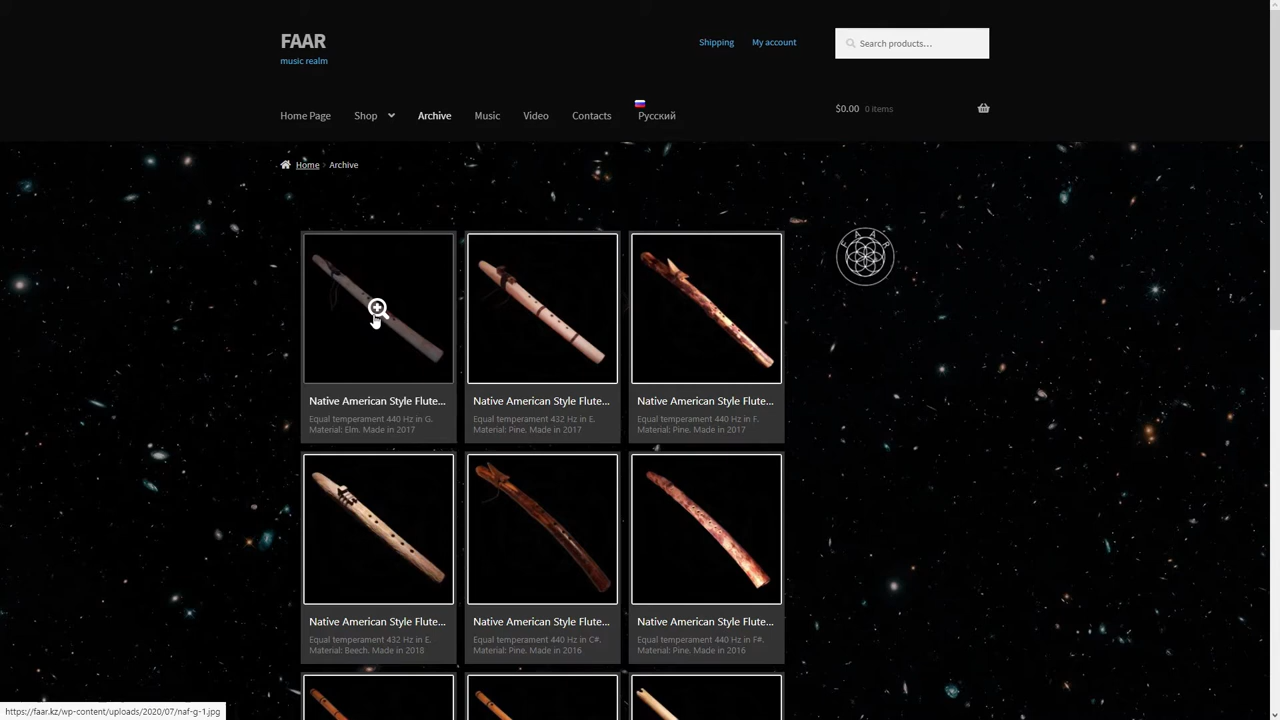 FAAR
music realm
Shipping
My account
Search products…
Home Page
Shop
Archive
Music
Video
Contacts
Русский
$0.00 0 items
Home › Archive
F A A R
Native American Style Flute...
Equal temperament 440 Hz in G.
Material: Elm. Made in 2017
Native American Style Flute...
Equal temperament 432 Hz in E.
Material: Pine. Made in 2017
Native American Style Flute...
Equal temperament 440 Hz in F.
Material: Pine. Made in 2017
Native American Style Flute...
Equal temperament 432 Hz in E.
Material: Beech. Made in 2018
Native American Style Flute...
Equal temperament 440 Hz in C#.
Material: Pine. Made in 2016
Native American Style Flute...
Equal temperament 440 Hz in F#.
Material: Pine. Made in 2016
https://faar.kz/wp-content/uploads/2020/07/naf-g-1.jpg